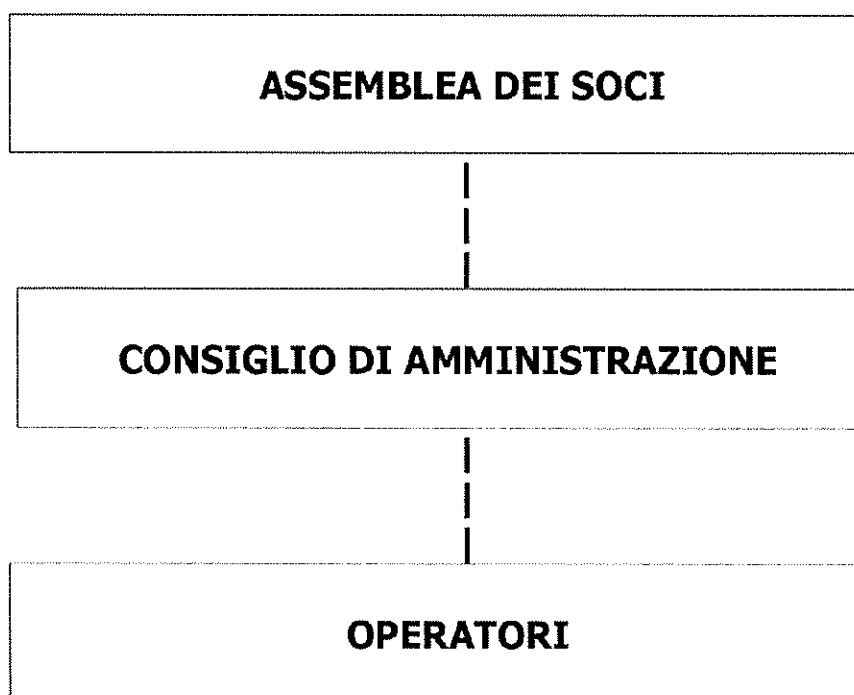 ASSEMBLEA DEI SOCI
CONSIGLIO DI AMMINISTRAZIONE
OPERATORI